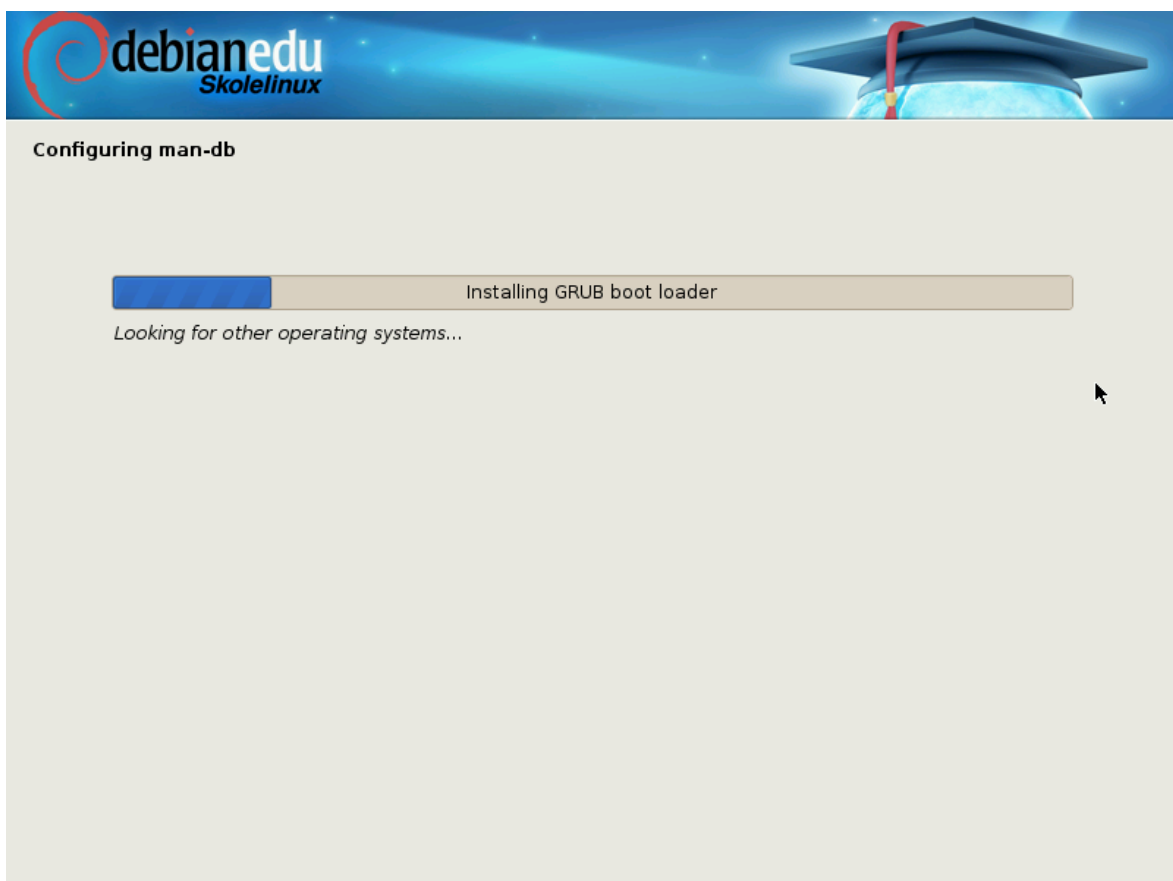 debianedu
Skolelinux
Configuring man-db
Installing GRUB boot loader
Looking for other operating systems...